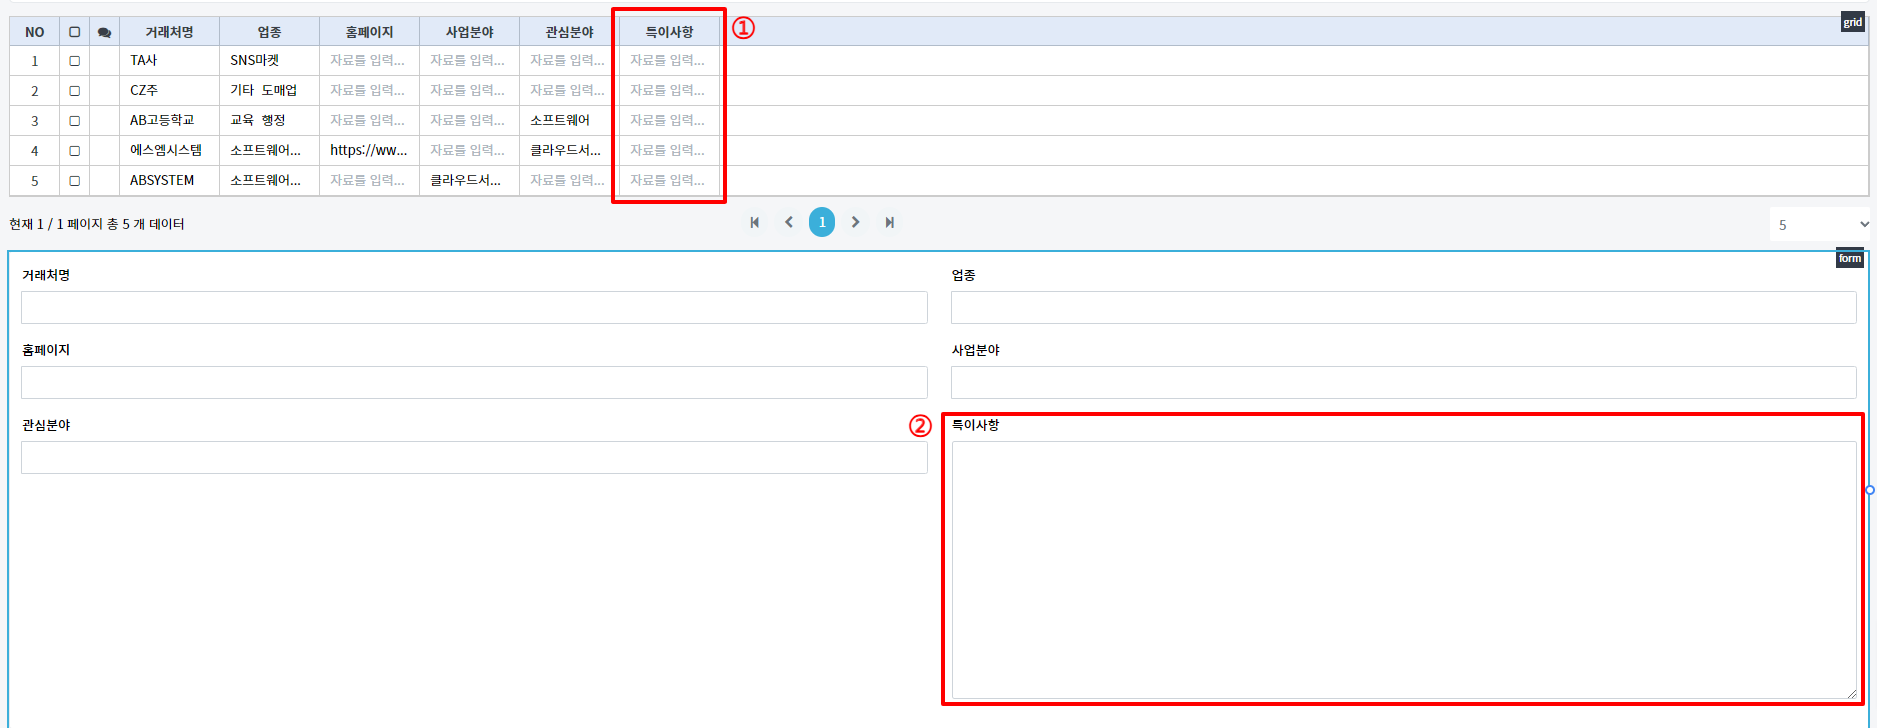 NO 거래처명 업종 홈페이지 사업분야 관심분야 특이사항 ① grid
1 TA사 SNS마켓 자료를 입력... 자료를 입력... 자료를 입력... 자료를 입력...
2 CZ주 기타 도매업 자료를 입력... 자료를 입력... 자료를 입력... 자료를 입력...
3 AB고등학교 교육 행정 자료를 입력... 자료를 입력... 소프트웨어 자료를 입력...
4 에스엠시스템 소프트웨어... https://ww... 자료를 입력... 클라우드서... 자료를 입력...
5 ABSYSTEM 소프트웨어... 자료를 입력... 클라우드서... 자료를 입력... 자료를 입력...
현재 1 / 1 페이지 총 5 개 데이터 1 5
form
거래처명 업종
홈페이지 사업분야
관심분야 ② 특이사항